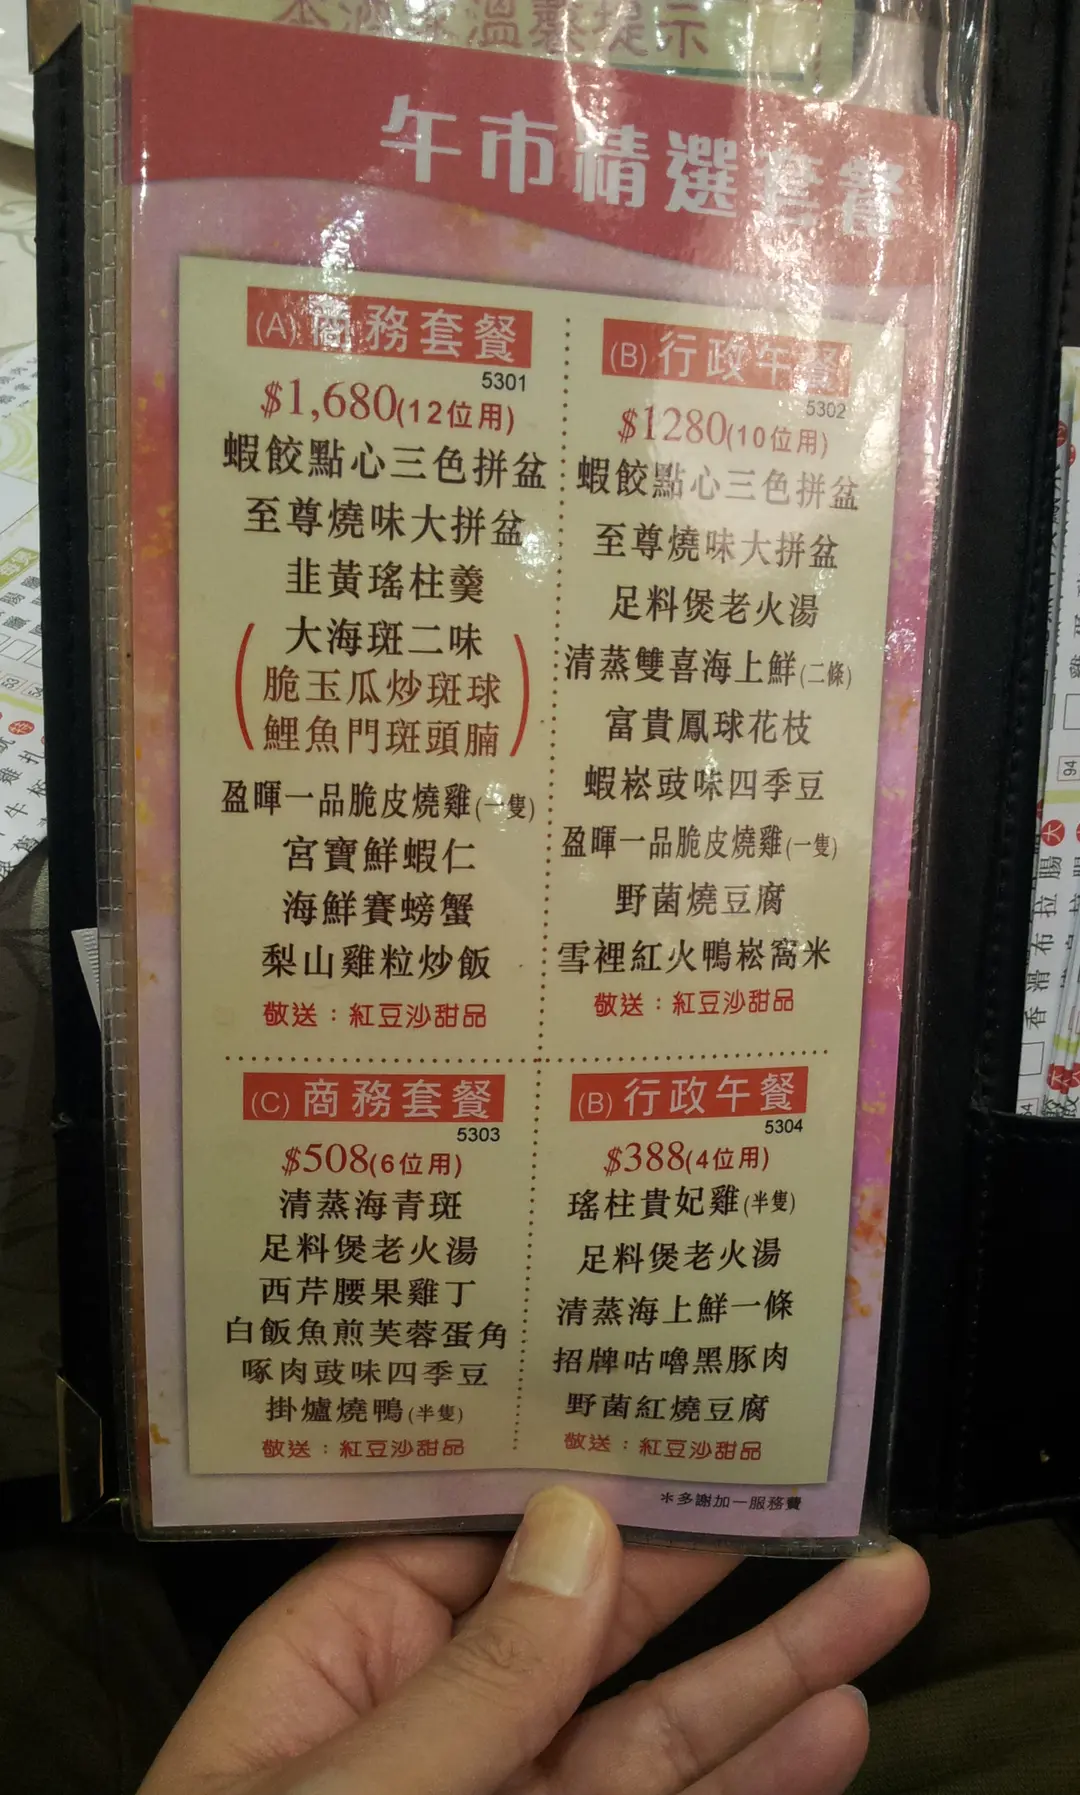 溫馨提示
午市精選套餐
(A) 商務套餐
5301
$1,680(12位用)
蝦餃點心三色拼盆
至尊燒味大拼盆
韭黃瑤柱羹
大海斑二味
(脆玉瓜炒斑球
鯉魚門斑頭腩)
盈暉一品脆皮燒雞(一隻)
宮寶鮮蝦仁
海鮮賽螃蟹
梨山雞粒炒飯
敬送：紅豆沙甜品
(B) 行政午餐
5302
$1280(10位用)
蝦餃點心三色拼盆
至尊燒味大拼盆
足料煲老火湯
清蒸雙喜海上鮮(二條)
富貴鳳球花枝
蝦崧豉味四季豆
盈暉一品脆皮燒雞(一隻)
野菌燒豆腐
雪裡紅火鴨崧窩米
敬送：紅豆沙甜品
(C) 商務套餐
5303
$508(6位用)
清蒸海青斑
足料煲老火湯
西芹腰果雞丁
白飯魚煎芙蓉蛋角
啄肉豉味四季豆
掛爐燒鴨(半隻)
敬送：紅豆沙甜品
(B) 行政午餐
5304
$388(4位用)
瑤柱貴妃雞(半隻)
足料煲老火湯
清蒸海上鮮一條
招牌咕嚕黑豚肉
野菌紅燒豆腐
敬送：紅豆沙甜品
＊多謝加一服務費
94
香滑布拉腸